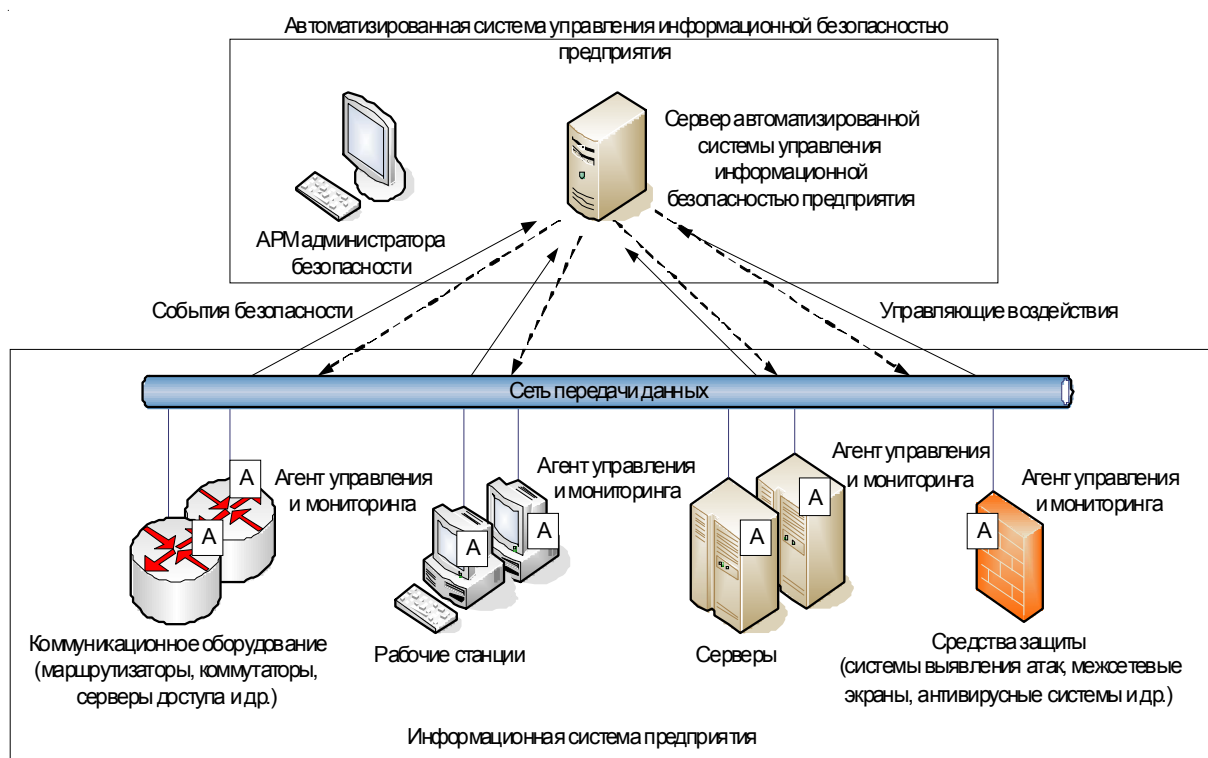 Автоматизированная система управления информационной безопасностью
предприятия
Сервер автоматизированной
системы управления
информационной
безопасностью предприятия
АРМ администратора
безопасности
События безопасности
Управляющие воздействия
Сеть передачи данных
А
Агент управления
и мониторинга
А
Агент управления
и мониторинга
А
А
Агент управления
и мониторинга
А
А
Агент управления
и мониторинга
А
Коммуникационное оборудование
(маршрутизаторы, коммутаторы,
серверы доступа и др.)
Рабочие станции
Серверы
Средства защиты
(системы выявления атак, межсетевые
экраны, антивирусные системы и др.)
Информационная система предприятия